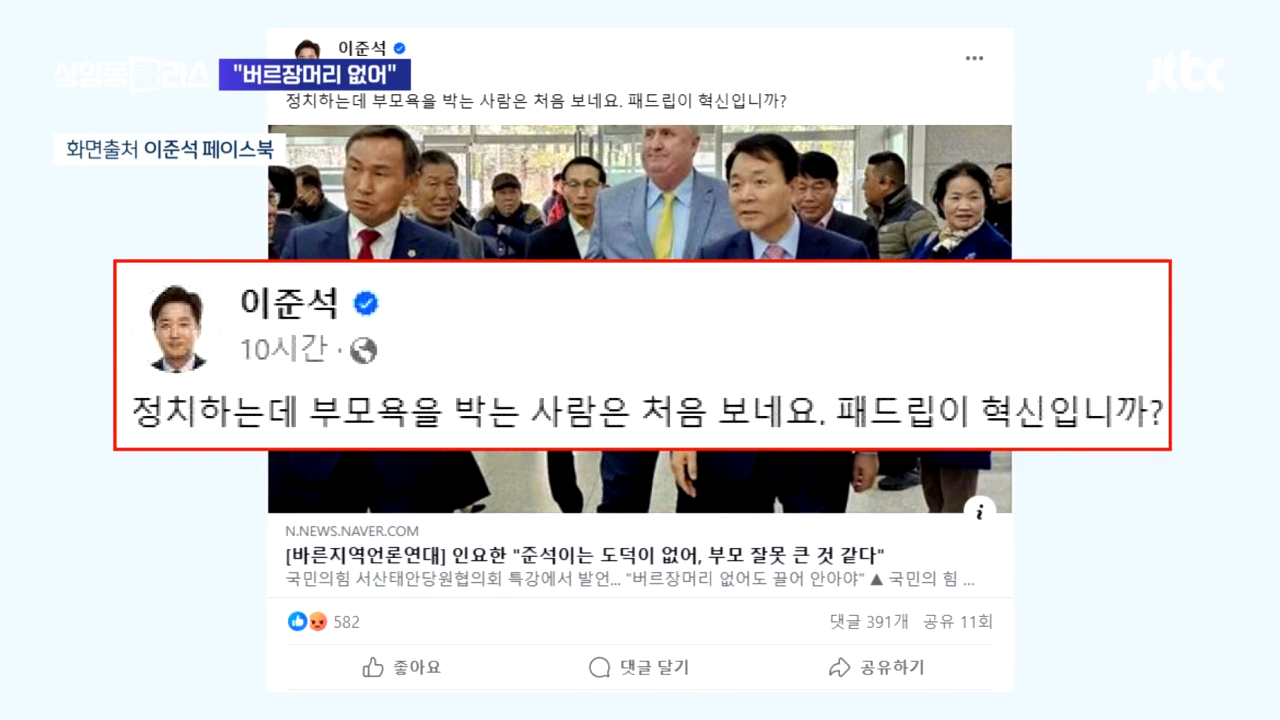 이준석
상암동클라스
"버르장머리 없어"
jtbc
정치하는데 부모욕을 박는 사람은 처음 보네요. 패드립이 혁신입니까?
화면출처 이준석 페이스북
이준석
10시간 ·
정치하는데 부모욕을 박는 사람은 처음 보네요. 패드립이 혁신입니까?
N.NEWS.NAVER.COM
[바른지역언론연대] 인요한 "준석이는 도덕이 없어, 부모 잘못 큰 것 같다"
국민의힘 서산태안당원협의회 특강에서 발언... "버르장머리 없어도 끌어 안아야" ▲ 국민의 힘 ...
582
댓글 391개 공유 11회
좋아요
댓글 달기
공유하기